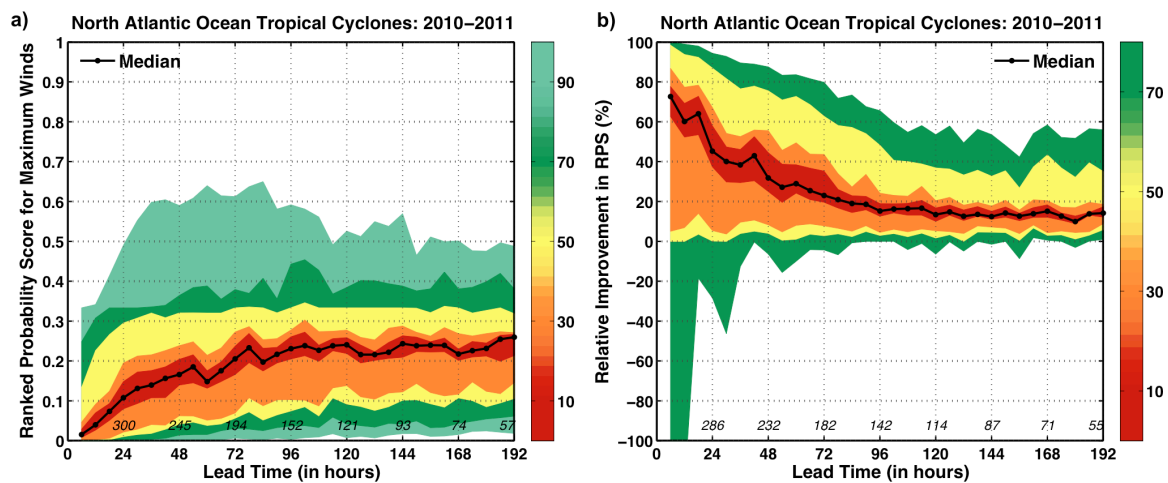 a)
North Atlantic Ocean Tropical Cyclones: 2010−2011
Ranked Probability Score for Maximum Winds
1
0.9
0.8
0.7
0.6
0.5
0.4
0.3
0.2
0.1
0
Median
300 245 194 152 121 93 74 57
0 24 48 72 96 120 144 168 192
Lead Time (in hours)
90
70
50
30
10
b)
North Atlantic Ocean Tropical Cyclones: 2010−2011
Relative Improvement in RPS (%)
100
80
60
40
20
0
−20
−40
−60
−80
−100
Median
286 232 182 142 114 87 71 55
0 24 48 72 96 120 144 168 192
Lead Time (in hours)
70
50
30
10